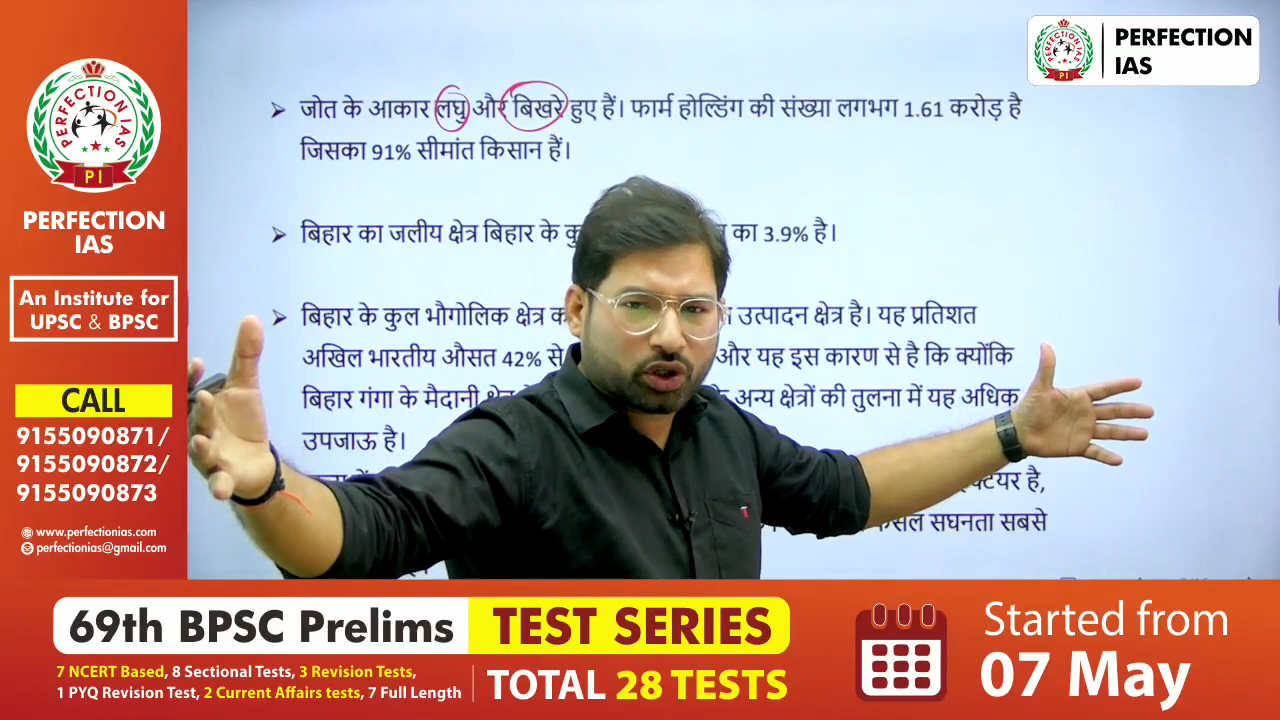 PERFECTION IAS
PI
PERFECTION
IAS
An Institute for
UPSC & BPSC
CALL
9155090871/
9155090872/
9155090873
www.perfectionias.com
perfectionias@gmail.com
PERFECTION IAS
PI
PERFECTION
IAS
➢ जोत के आकार लघु और बिखरे हुए हैं। फार्म होल्डिंग की संख्या लगभग 1.61 करोड़ है
जिसका 91% सीमांत किसान हैं।
➢ बिहार का जलीय क्षेत्र बिहार के का 3.9% है।
➢ बिहार के कुल भौगोलिक क्षेत्र उत्पादन क्षेत्र है। यह प्रतिशत
अखिल भारतीय औसत 42% से और यह इस कारण से है कि क्योंकि
बिहार गंगा के मैदानी अन्य क्षेत्रों की तुलना में यह अधिक
उपजाऊ है।
है,
सघनता सबसे
69th BPSC Prelims TEST SERIES
7 NCERT Based, 8 Sectional Tests, 3 Revision Tests,
1 PYQ Revision Test, 2 Current Affairs tests, 7 Full Length
TOTAL 28 TESTS
Started from
07 May